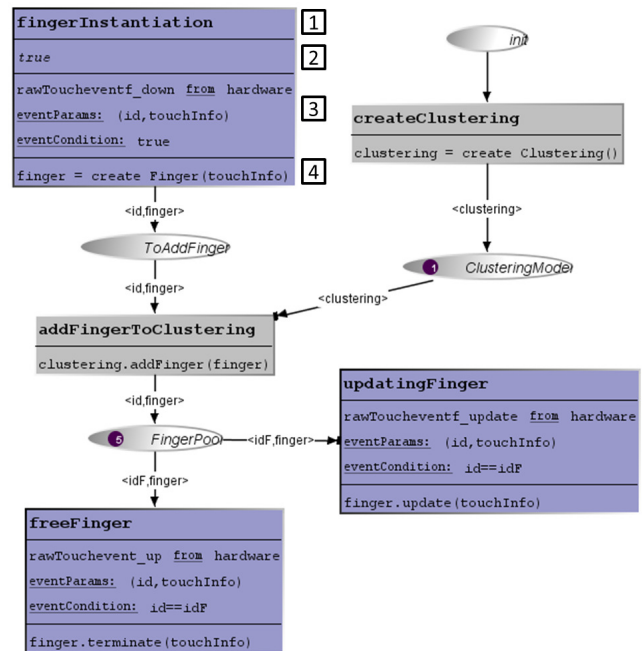 fingerInstantiation
1
true
2
rawToucheventf_down from hardware
eventParams: (id,touchInfo)
3
eventCondition: true
finger = create Finger(touchInfo)
4
init
createClustering
clustering = create Clustering()
<id,finger>
<clustering>
ToAddFinger
1
ClusteringModel
<id,finger>
<clustering>
addFingerToClustering
clustering.addFinger(finger)
<id,finger>
5
FingerPool
<idF,finger>
<idF,finger>
updatingFinger
rawToucheventf_update from hardware
eventParams: (id,touchInfo)
eventCondition: id==idF
finger.update(touchInfo)
freeFinger
rawTouchevent_up from hardware
eventParams: (id,touchInfo)
eventCondition: id==idF
finger.terminate(touchInfo)